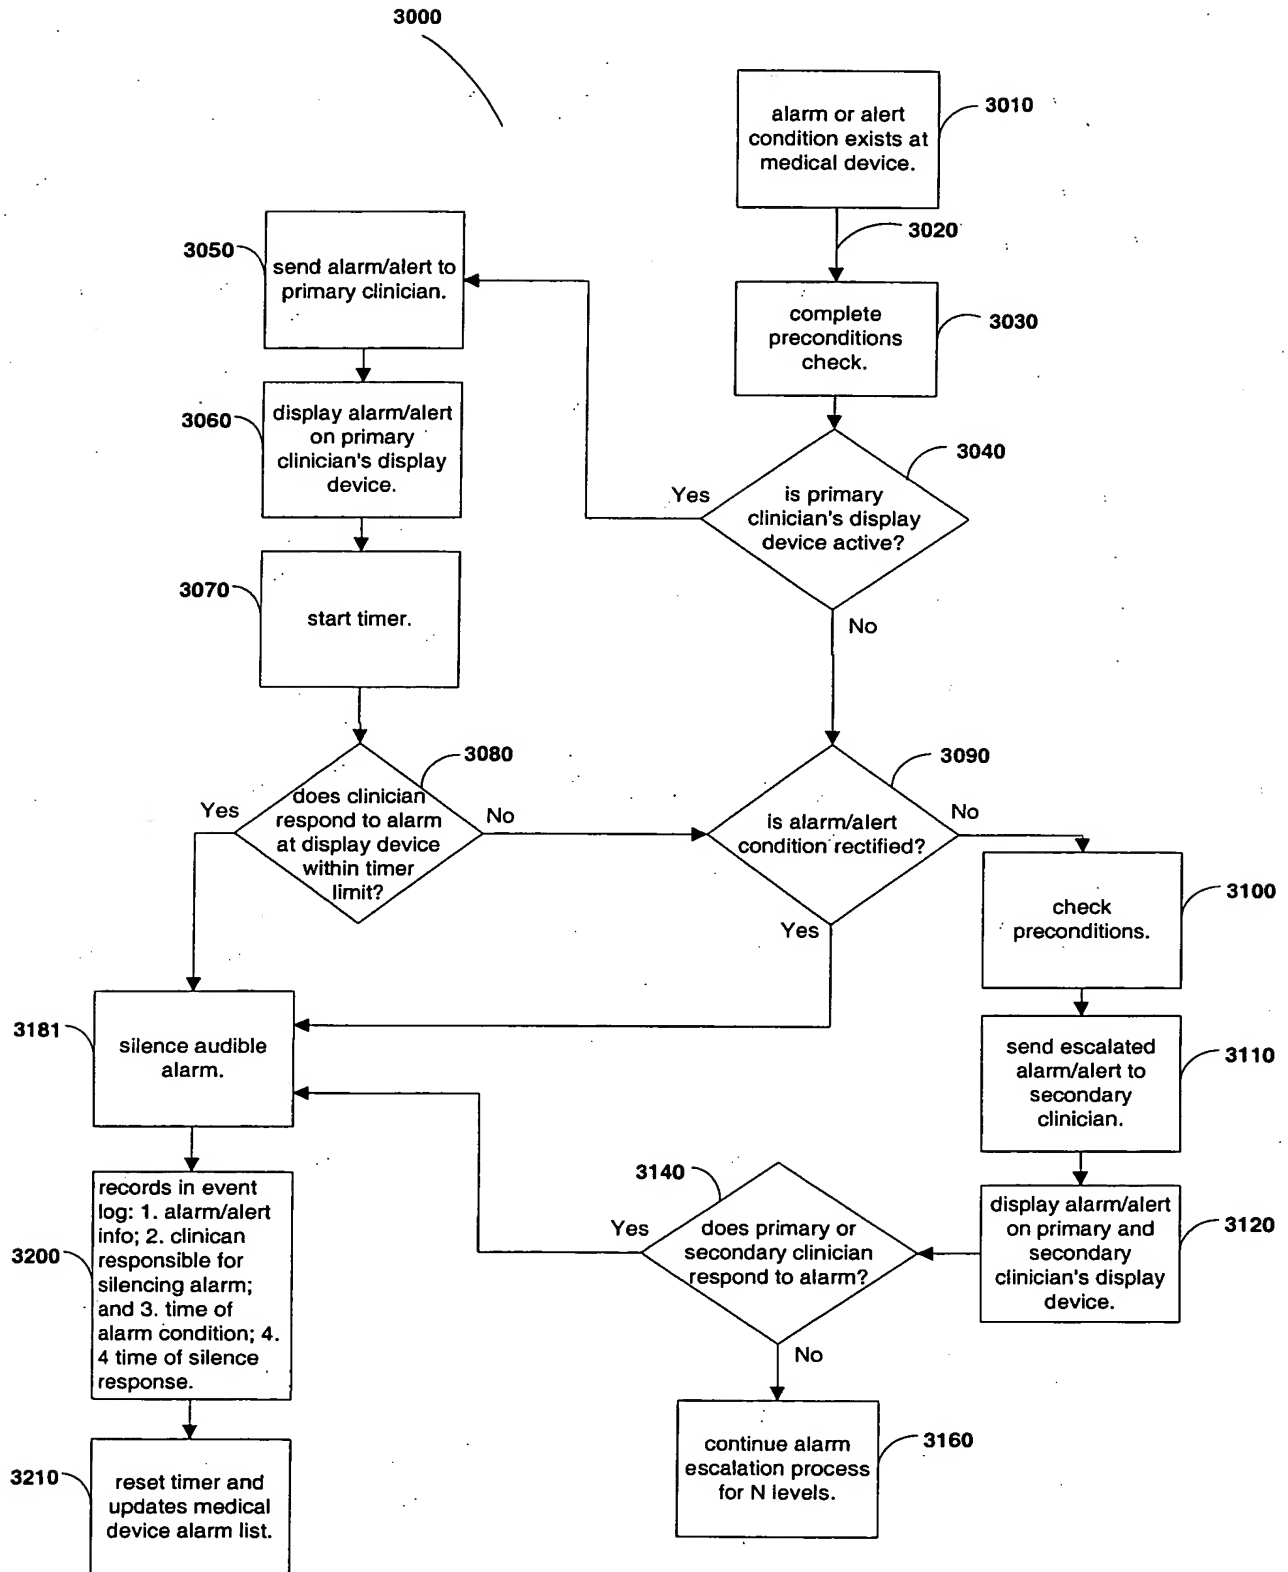 3000
alarm or alert
condition exists at
medical device.
3010
3020
complete
preconditions
check.
3030
is primary
clinician's display
device active?
3040
Yes
No
3050
send alarm/alert to
primary clinician.
3060
display alarm/alert
on primary
clinician's display
device.
3070
start timer.
3080
does clinician
respond to alarm
at display device
within timer
limit?
Yes
No
3090
is alarm/alert
condition rectified?
No
Yes
3100
check
preconditions.
3110
send escalated
alarm/alert to
secondary
clinician.
3120
display alarm/alert
on primary and
secondary
clinician's display
device.
3140
does primary or
secondary clinician
respond to alarm?
Yes
No
3160
continue alarm
escalation process
for N levels.
3181
silence audible
alarm.
3200
records in event
log: 1. alarm/alert
info; 2. clinican
responsible for
silencing alarm;
and 3. time of
alarm condition; 4.
4 time of silence
response.
3210
reset timer and
updates medical
device alarm list.